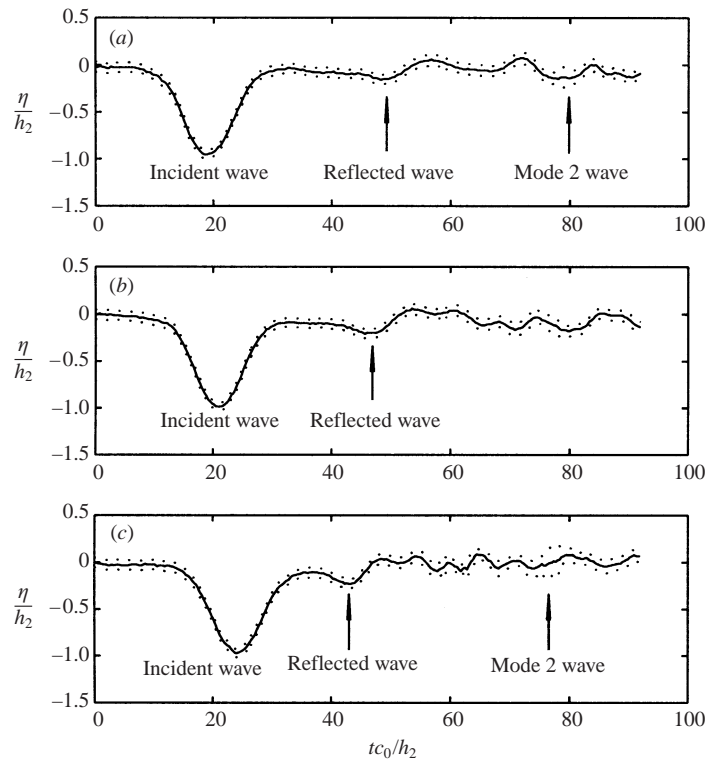 0.5
(a)
0
η/h2
–0.5
–1.0
Incident wave
Reflected wave
Mode 2 wave
–1.5
0 20 40 60 80 100
0.5
(b)
0
η/h2
–0.5
–1.0
Incident wave
Reflected wave
–1.5
0 20 40 60 80 100
0.5
(c)
0
η/h2
–0.5
–1.0
Incident wave
Reflected wave
Mode 2 wave
–1.5
0 20 40 60 80 100
tc0/h2